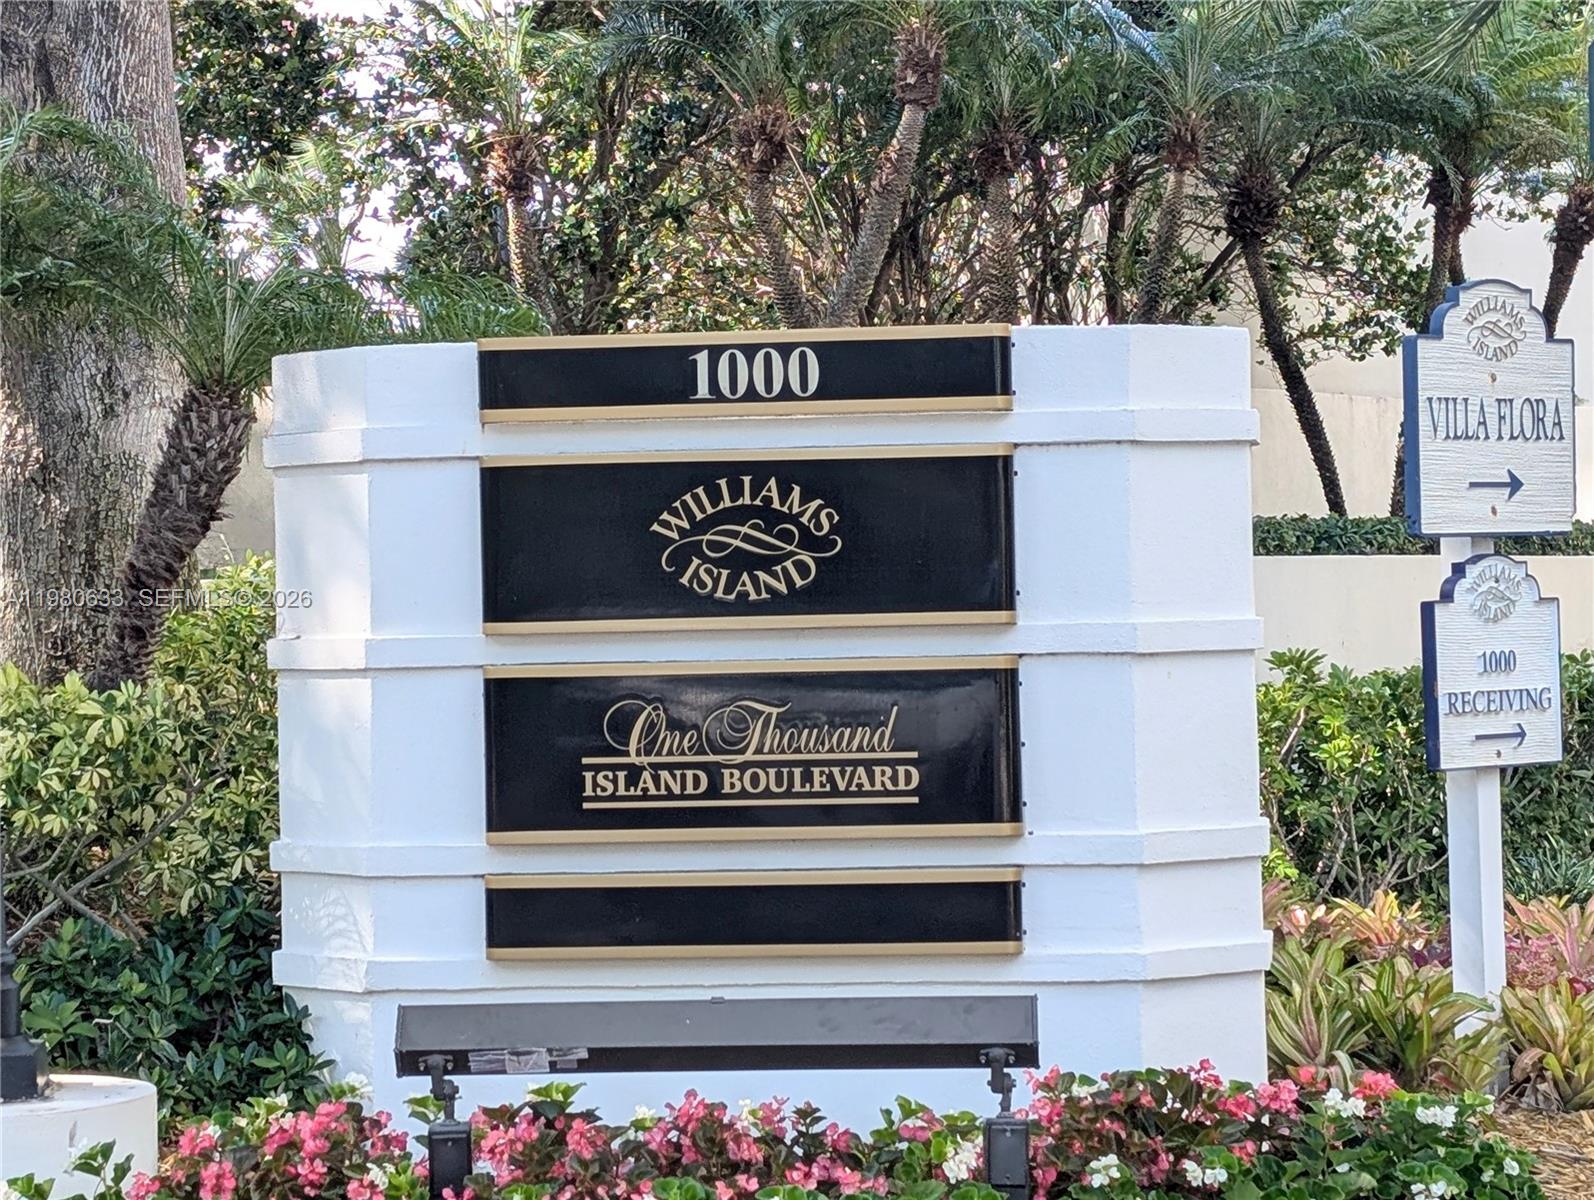 1000
WILLIAMS
ISLAND
One Thousand
ISLAND BOULEVARD
WILLIAMS
ISLAND
VILLA FLORA
WILLIAMS
ISLAND
1000
RECEIVING
A11980633 SEFMLS© 2026